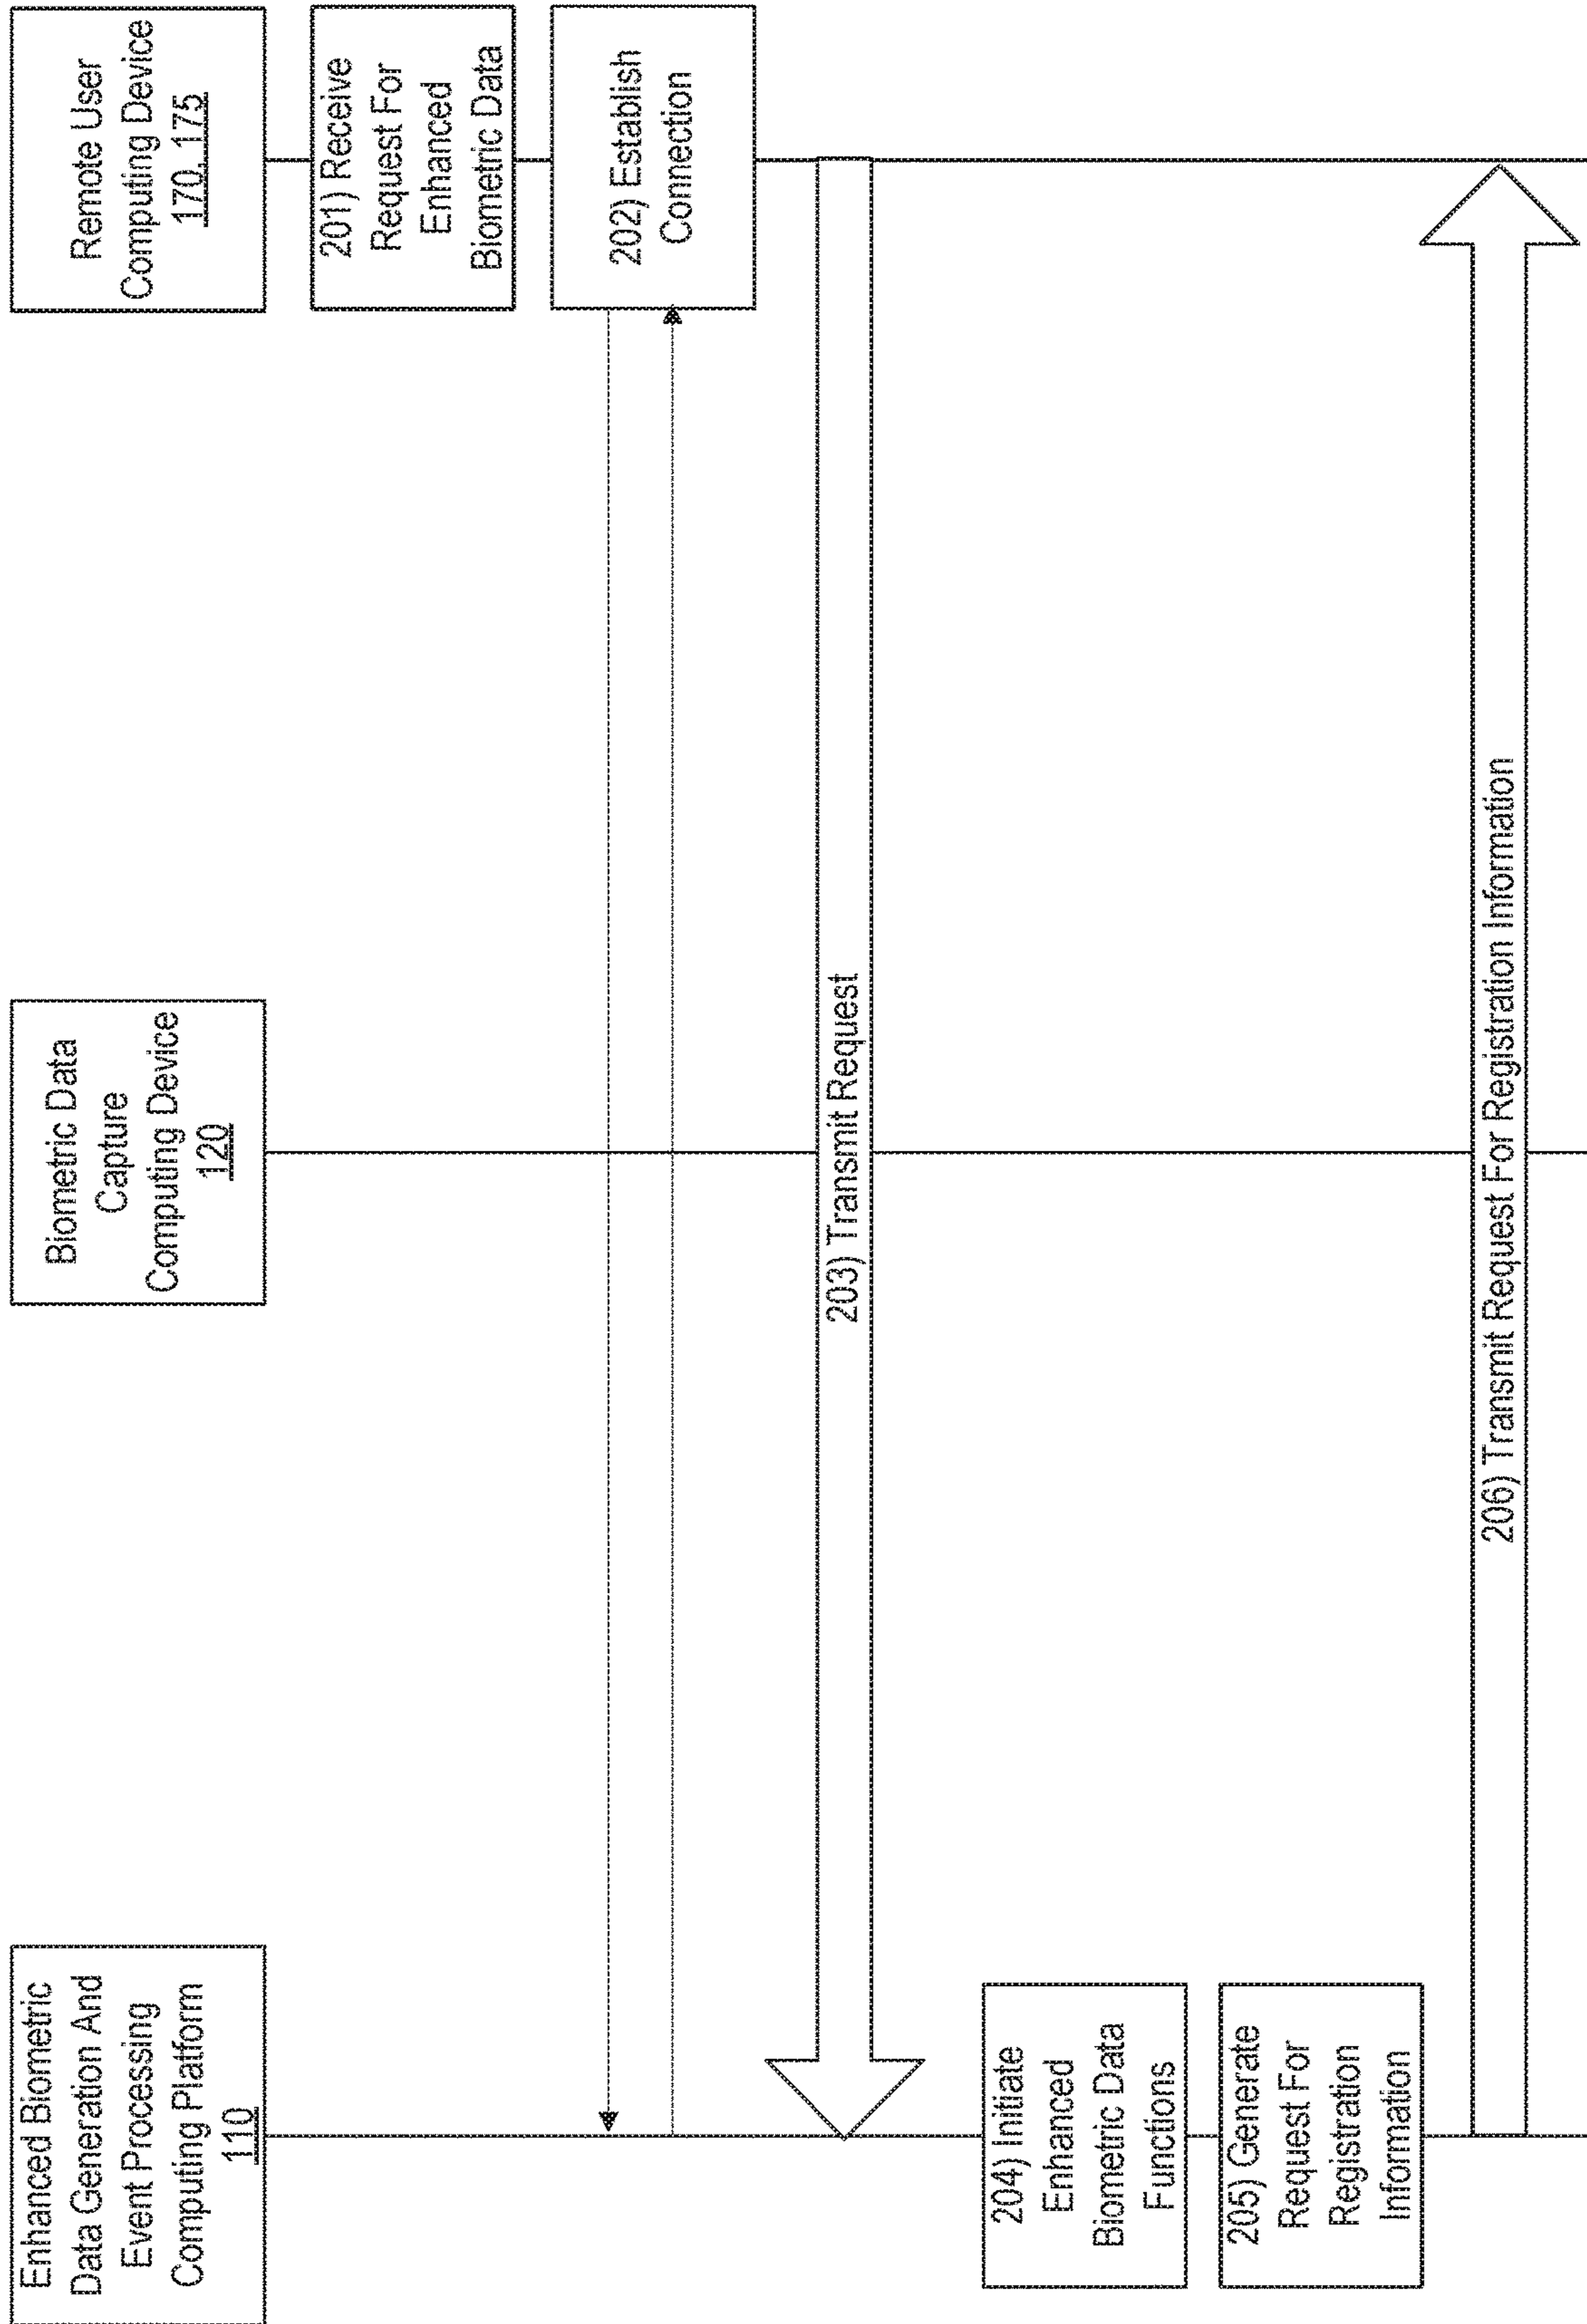 Enhanced Biometric
Data Generation And
Event Processing
Computing Platform
110
Biometric Data
Capture
Computing Device
120
Remote User
Computing Device
170, 175
201) Receive
Request For
Enhanced
Biometric Data
202) Establish
Connection
203) Transmit Request
204) Initiate
Enhanced
Biometric Data
Functions
205) Generate
Request For
Registration
Information
206) Transmit Request For Registration Information